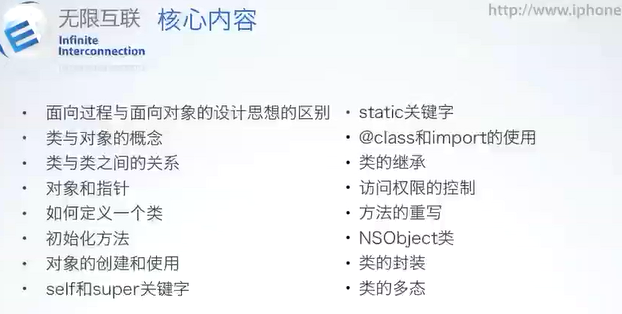 无限互联
Infinite
Interconnection
核心内容
http://www.iphone
面向过程与面向对象的设计思想的区别
类与对象的概念
类与类之间的关系
对象和指针
如何定义一个类
初始化方法
对象的创建和使用
self和super关键字
static关键字
@class和import的使用
类的继承
访问权限的控制
方法的重写
NSObject类
类的封装
类的多态